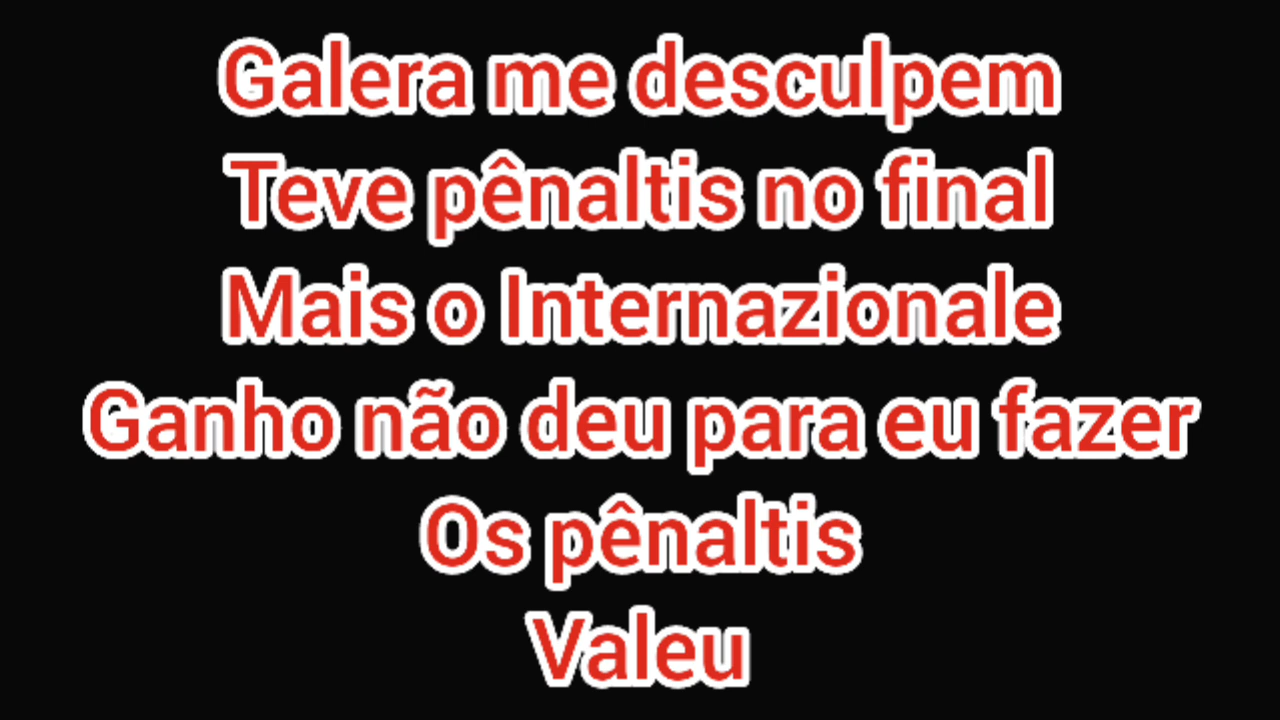 Galera me desculpem
Teve pênaltis no final
Mais o Internazionale
Ganho não deu para eu fazer
Os pênaltis
Valeu